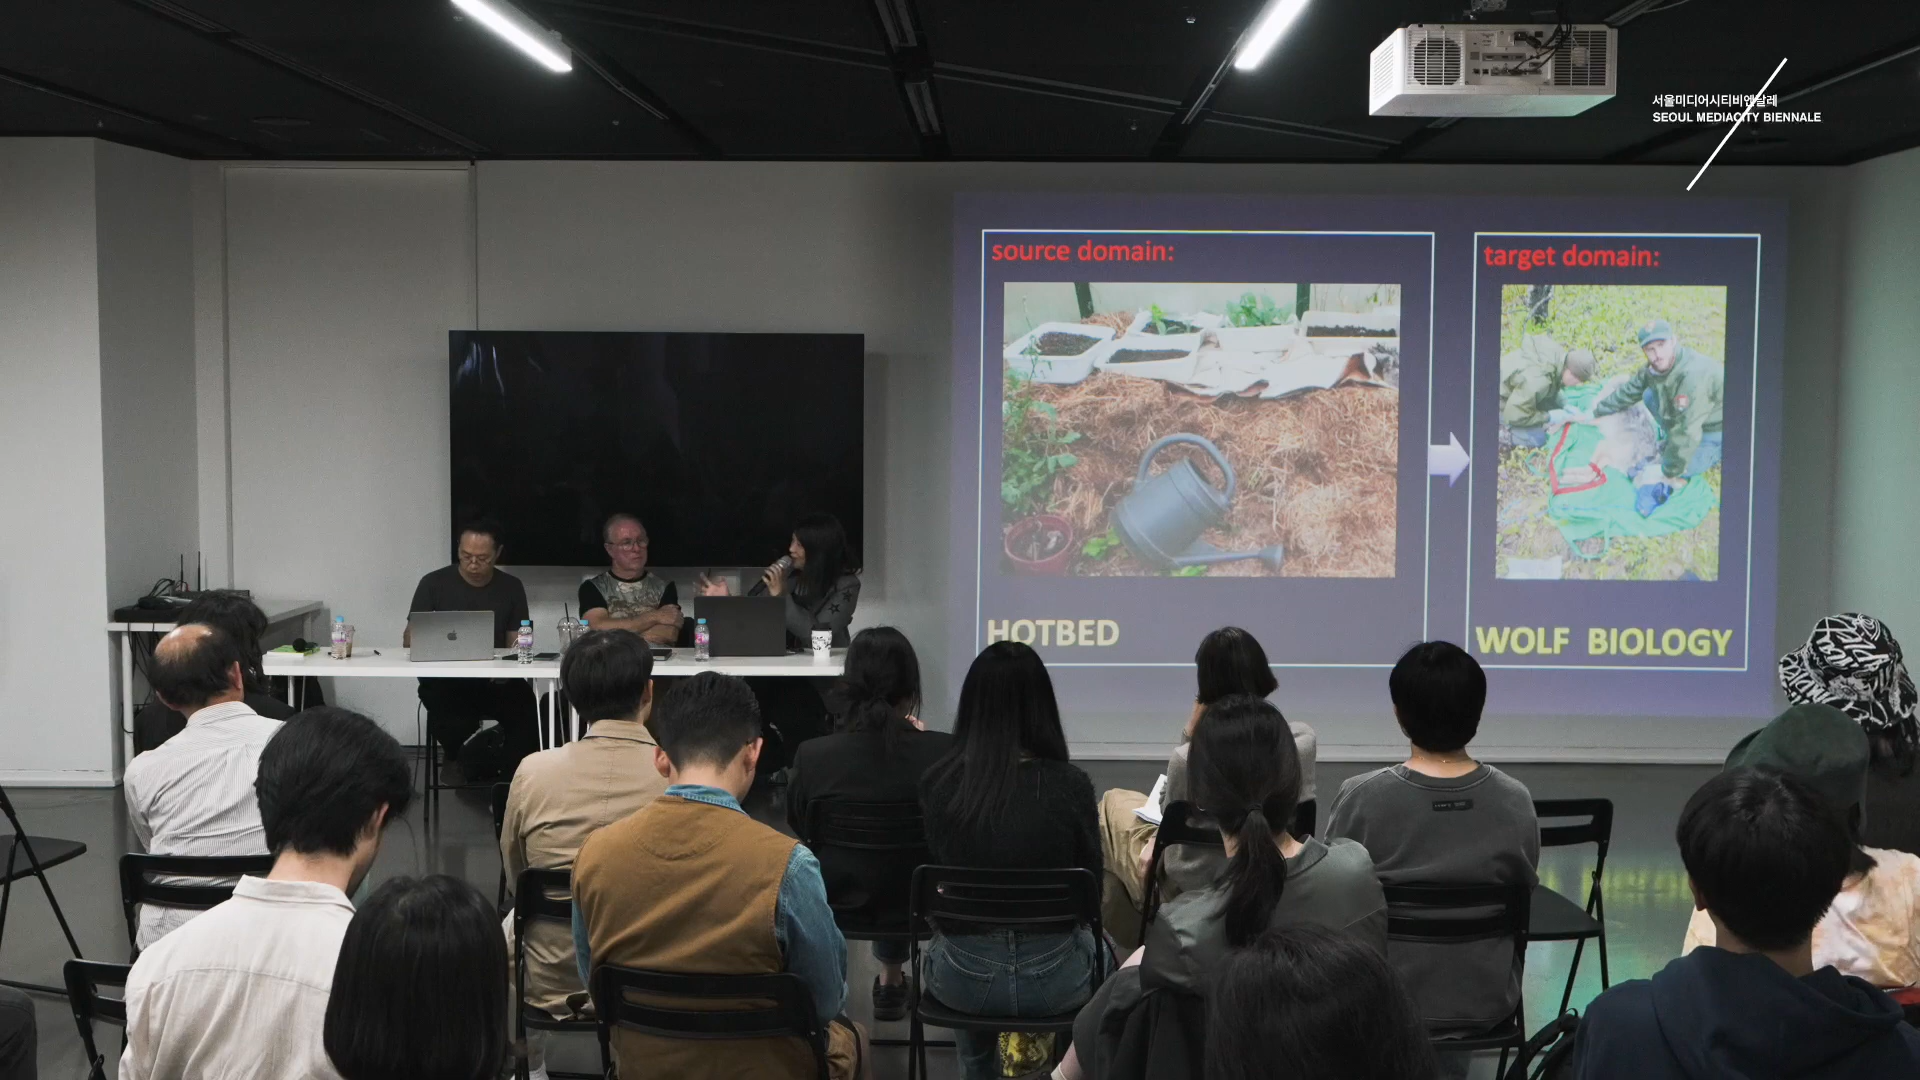 서울미디어시티비엔날레
SEOUL MEDIACITY BIENNALE
source domain:
target domain:
HOTBED
WOLF BIOLOGY